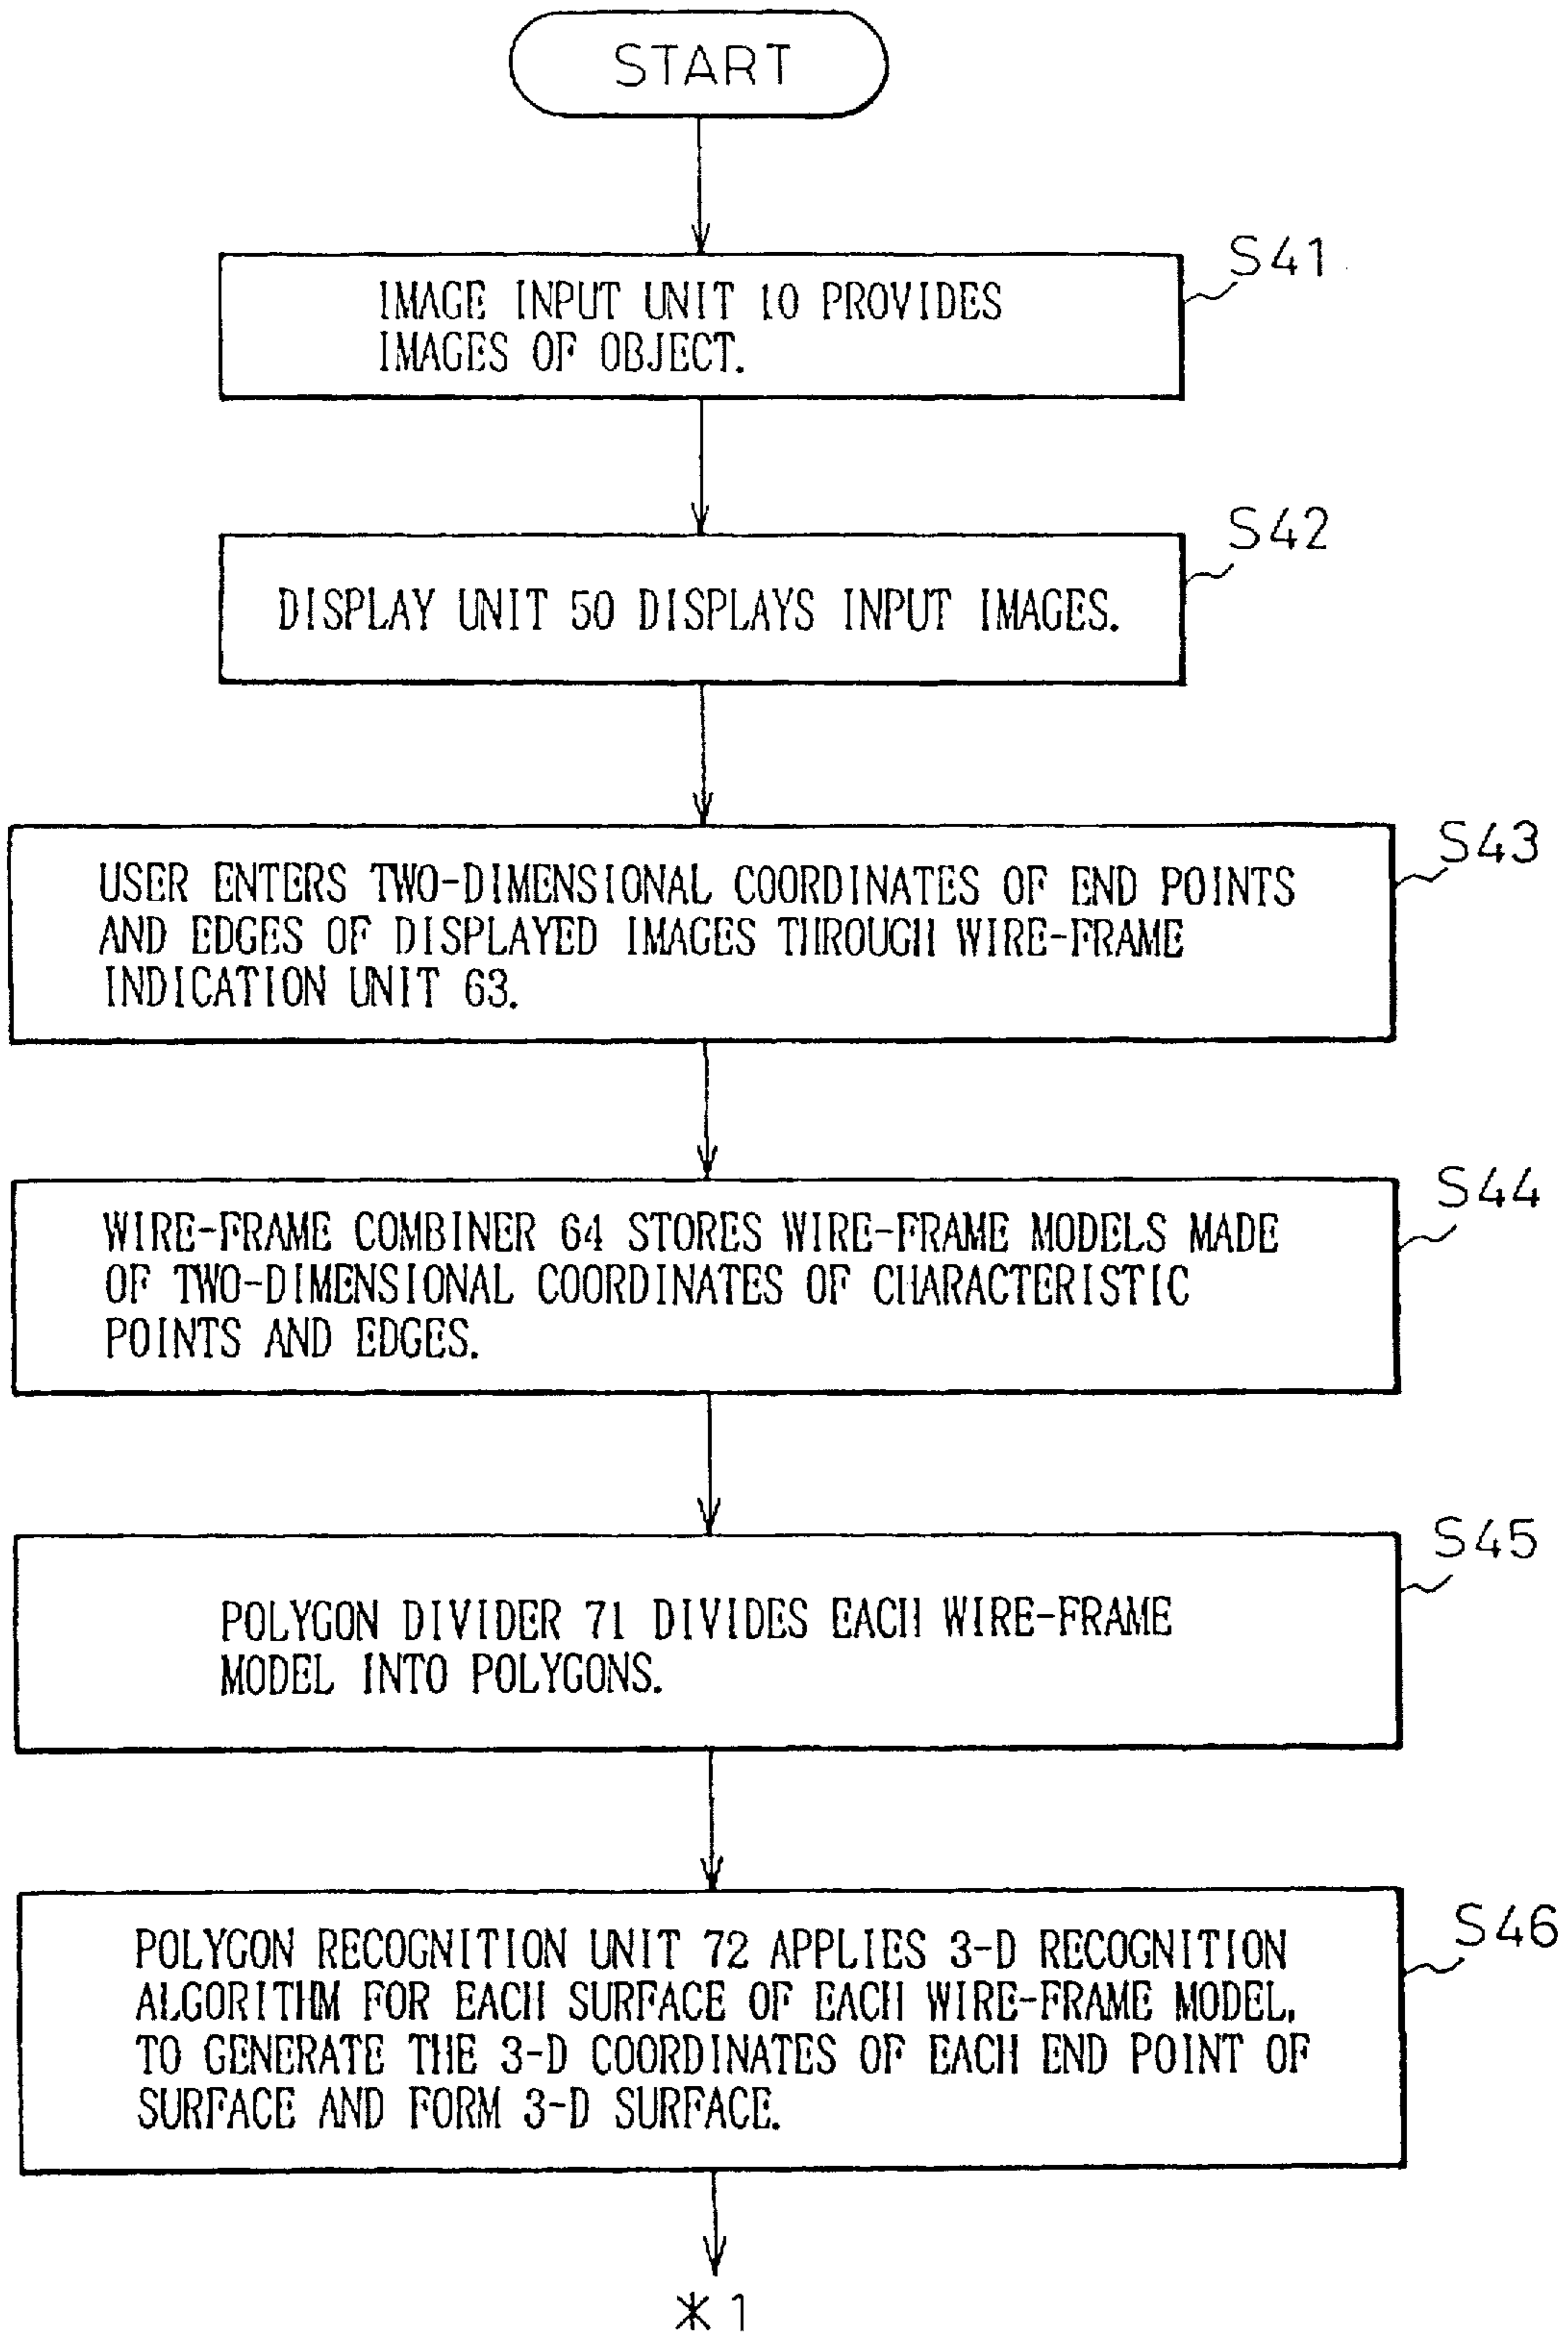 START
S41
IMAGE INPUT UNIT 10 PROVIDES
IMAGES OF OBJECT.
S42
DISPLAY UNIT 50 DISPLAYS INPUT IMAGES.
S43
USER ENTERS TWO-DIMENSIONAL COORDINATES OF END POINTS
AND EDGES OF DISPLAYED IMAGES THROUGH WIRE-FRAME
INDICATION UNIT 63.
S44
WIRE-FRAME COMBINER 64 STORES WIRE-FRAME MODELS MADE
OF TWO-DIMENSIONAL COORDINATES OF CHARACTERISTIC
POINTS AND EDGES.
S45
POLYGON DIVIDER 71 DIVIDES EACH WIRE-FRAME
MODEL INTO POLYGONS.
S46
POLYGON RECOGNITION UNIT 72 APPLIES 3-D RECOGNITION
ALGORITHM FOR EACH SURFACE OF EACH WIRE-FRAME MODEL,
TO GENERATE THE 3-D COORDINATES OF EACH END POINT OF
SURFACE AND FORM 3-D SURFACE.
*1